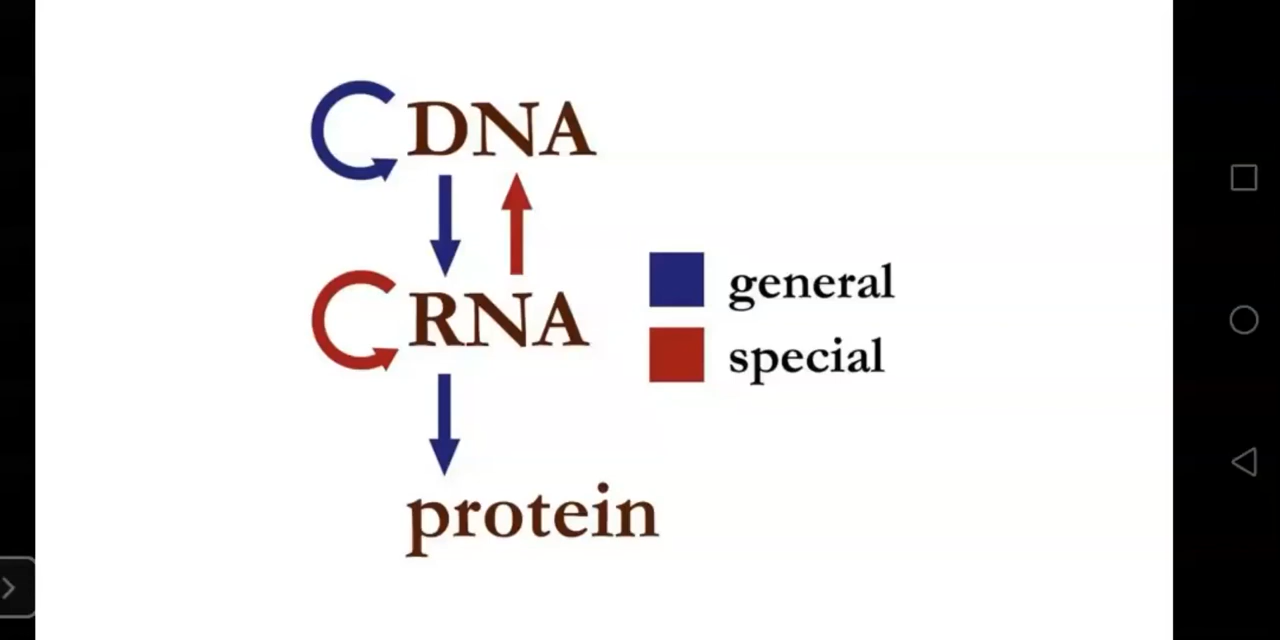 DNA
RNA
general
special
protein